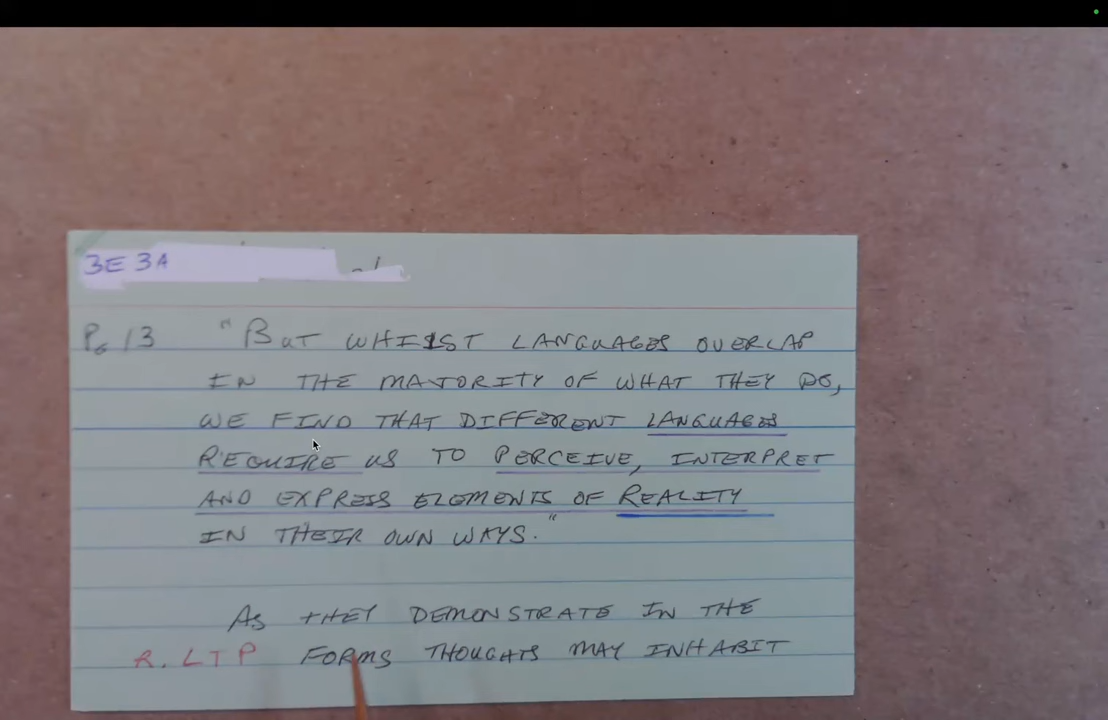 3E 3A
PG 13 "BUT WHILST LANGUAGES OVERLAP
IN THE MAJORITY OF WHAT THEY DO,
WE FIND THAT DIFFERENT LANGUAGES
REQUIRE US TO PERCEIVE, INTERPRET
AND EXPRESS ELEMENTS OF REALITY
IN THEIR OWN WAYS."
AS THEY DEMONSTRATE IN THE
R. LTP FORMS THOUGHTS MAY INHABIT